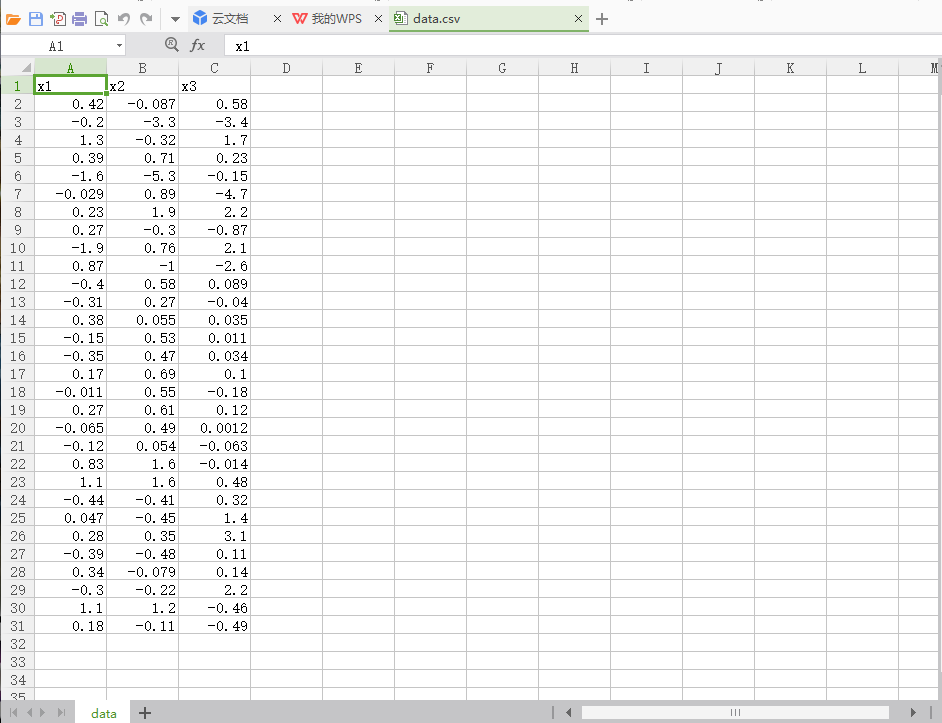 云文档 我的WPS data.csv
A1 fx x1
A B C D E F G H I J K L M
1 x1 x2 x3
2 0.42 -0.087 0.58
3 -0.2 -3.3 -3.4
4 1.3 -0.32 1.7
5 0.39 0.71 0.23
6 -1.6 -5.3 -0.15
7 -0.029 0.89 -4.7
8 0.23 1.9 2.2
9 0.27 -0.3 -0.87
10 -1.9 0.76 2.1
11 0.87 -1 -2.6
12 -0.4 0.58 0.089
13 -0.31 0.27 -0.04
14 0.38 0.055 0.035
15 -0.15 0.53 0.011
16 -0.35 0.47 0.034
17 0.17 0.69 0.1
18 -0.011 0.55 -0.18
19 0.27 0.61 0.12
20 -0.065 0.49 0.0012
21 -0.12 0.054 -0.063
22 0.83 1.6 -0.014
23 1.1 1.6 0.48
24 -0.44 -0.41 0.32
25 0.047 -0.45 1.4
26 0.28 0.35 3.1
27 -0.39 -0.48 0.11
28 0.34 -0.079 0.14
29 -0.3 -0.22 2.2
30 1.1 1.2 -0.46
31 0.18 -0.11 -0.49
32
33
34
35
data